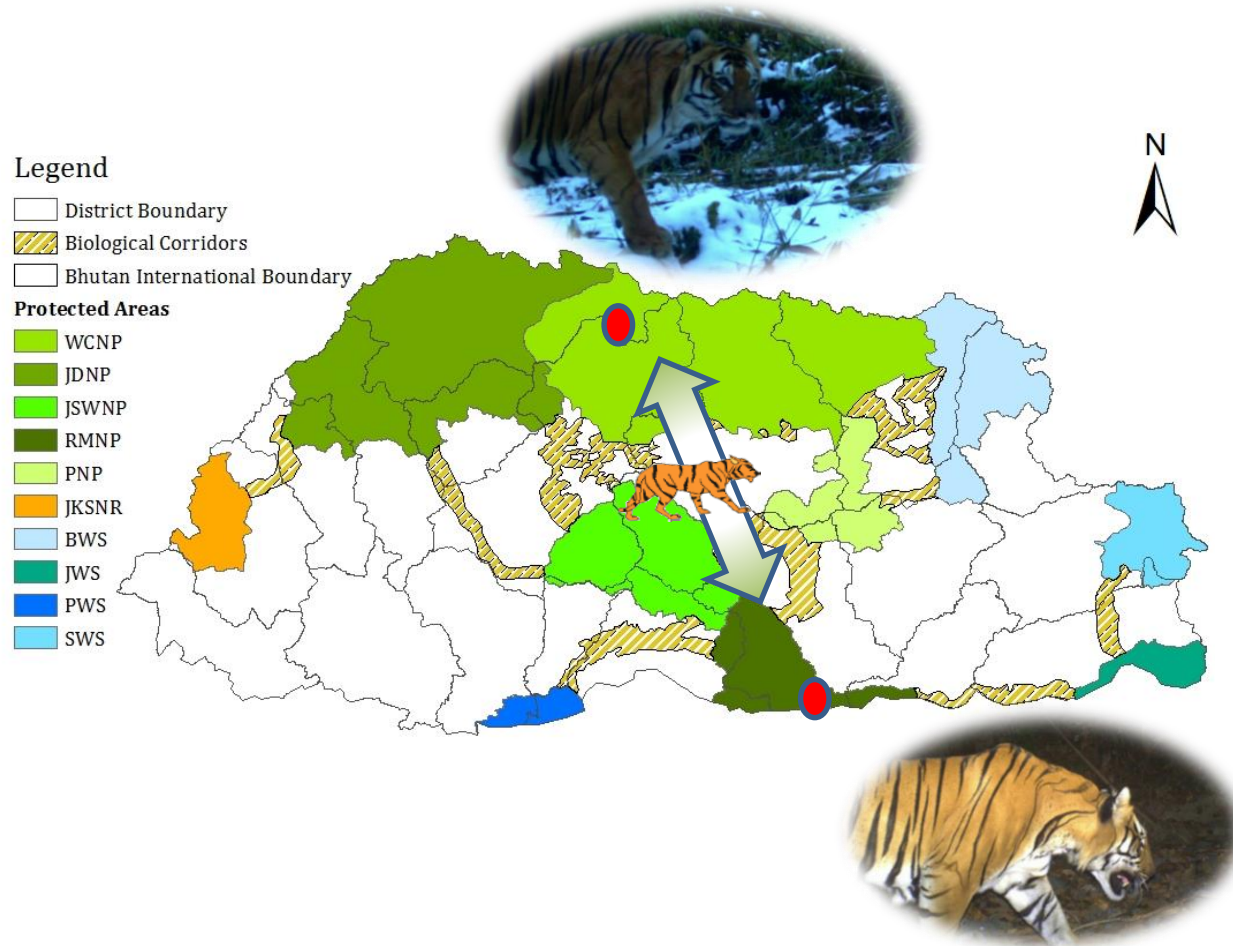 N
Legend
District Boundary
Biological Corridors
Bhutan International Boundary
Protected Areas
WCNP
JDNP
JSWNP
RMNP
PNP
JKSNR
BWS
JWS
PWS
SWS